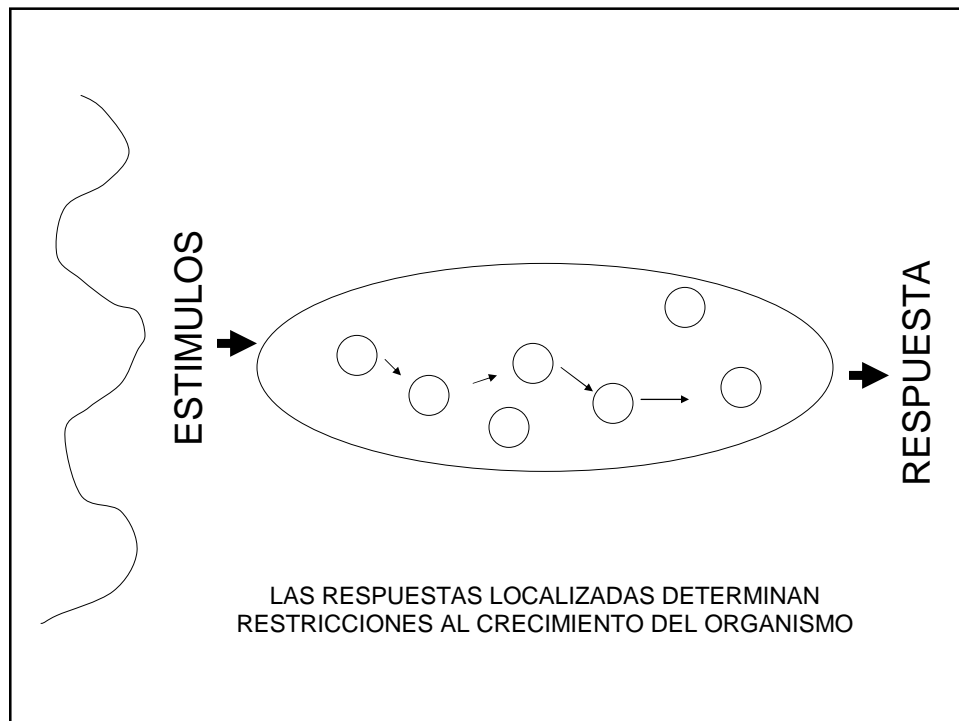 ESTIMULOS
RESPUESTA
LAS RESPUESTAS LOCALIZADAS DETERMINAN
RESTRICCIONES AL CRECIMIENTO DEL ORGANISMO